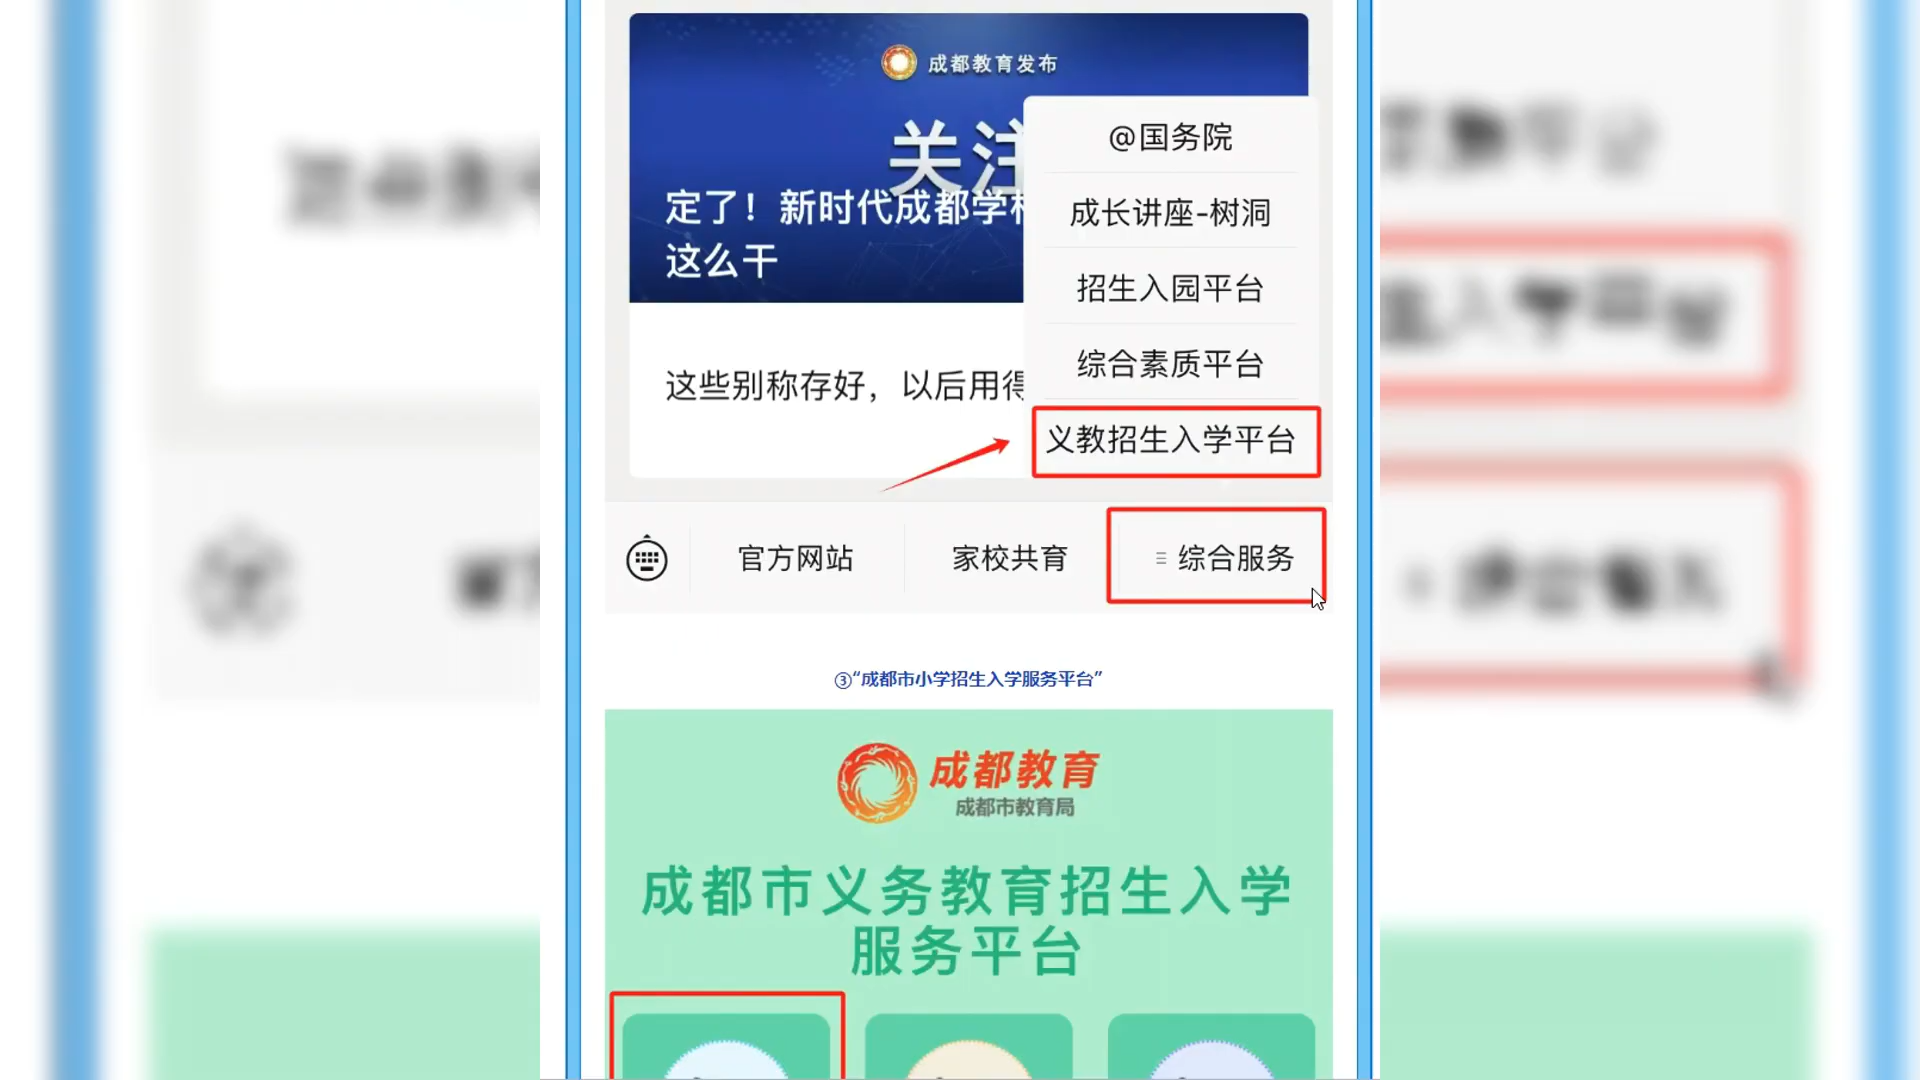 成都教育发布
关注
定了！新时代成都学校
这么干
@国务院
成长讲座-树洞
招生入园平台
综合素质平台
义教招生入学平台
这些别称存好，以后用得
官方网站
家校共育
综合服务
③“成都市小学招生入学服务平台”
成都教育
成都市教育局
成都市义务教育招生入学
服务平台